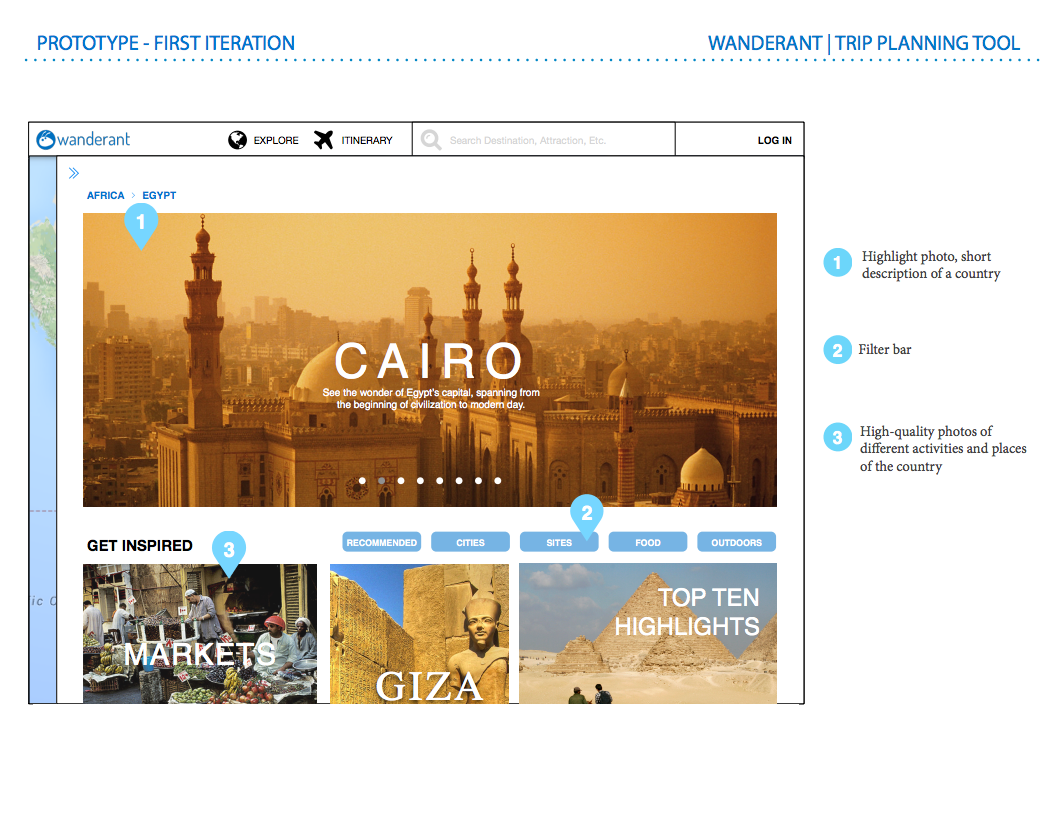 PROTOTYPE - FIRST ITERATION
WANDERANT | TRIP PLANNING TOOL
wanderant
EXPLORE
ITINERARY
Search Destination, Attraction, Etc.
LOG IN
AFRICA > EGYPT
1
CAIRO
See the wonder of Egypt's capital, spanning from
the beginning of civilization to modern day.
1
Highlight photo, short
description of a country
2
Filter bar
3
High-quality photos of
different activities and places
of the country
2
GET INSPIRED
3
RECOMMENDED
CITIES
SITES
FOOD
OUTDOORS
MARKETS
GIZA
TOP TEN
HIGHLIGHTS
ic